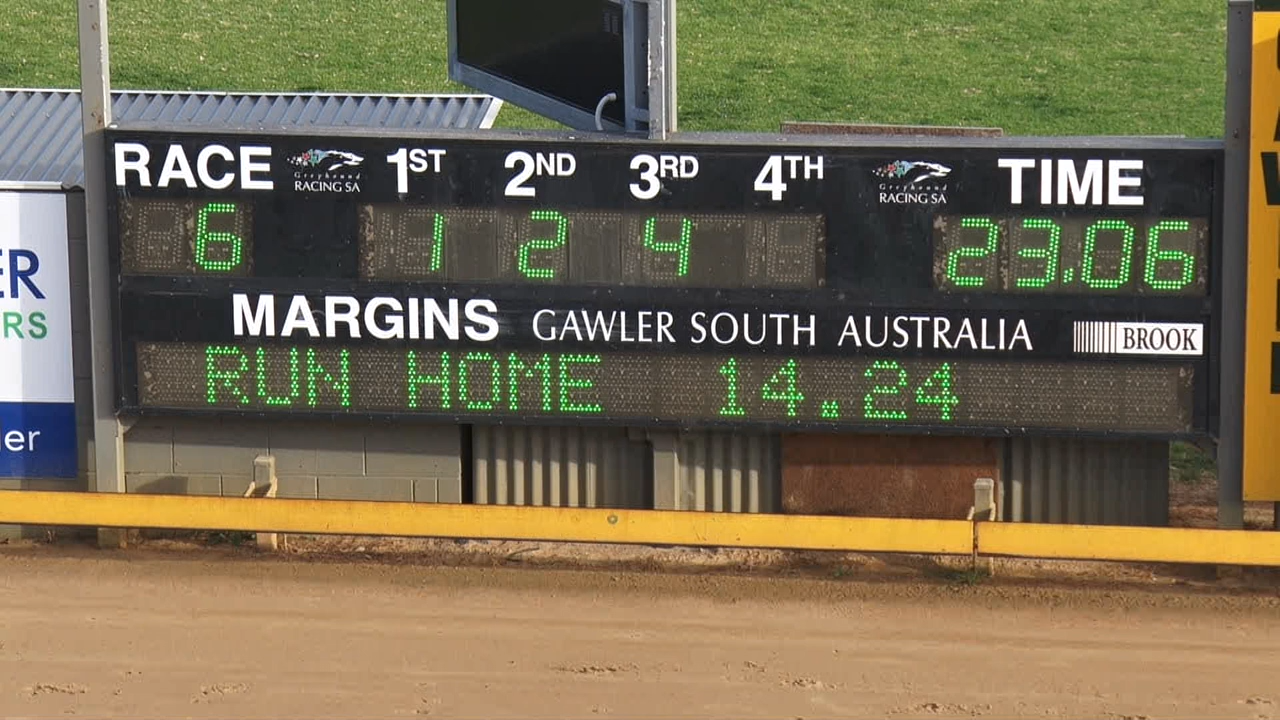 RACE Greyhound RACING SA 1ST 2ND 3RD 4TH Greyhound RACING SA TIME
6 1 2 4 23.06
MARGINS GAWLER SOUTH AUSTRALIA BROOK
RUN HOME 14.24
ER
RS
ler